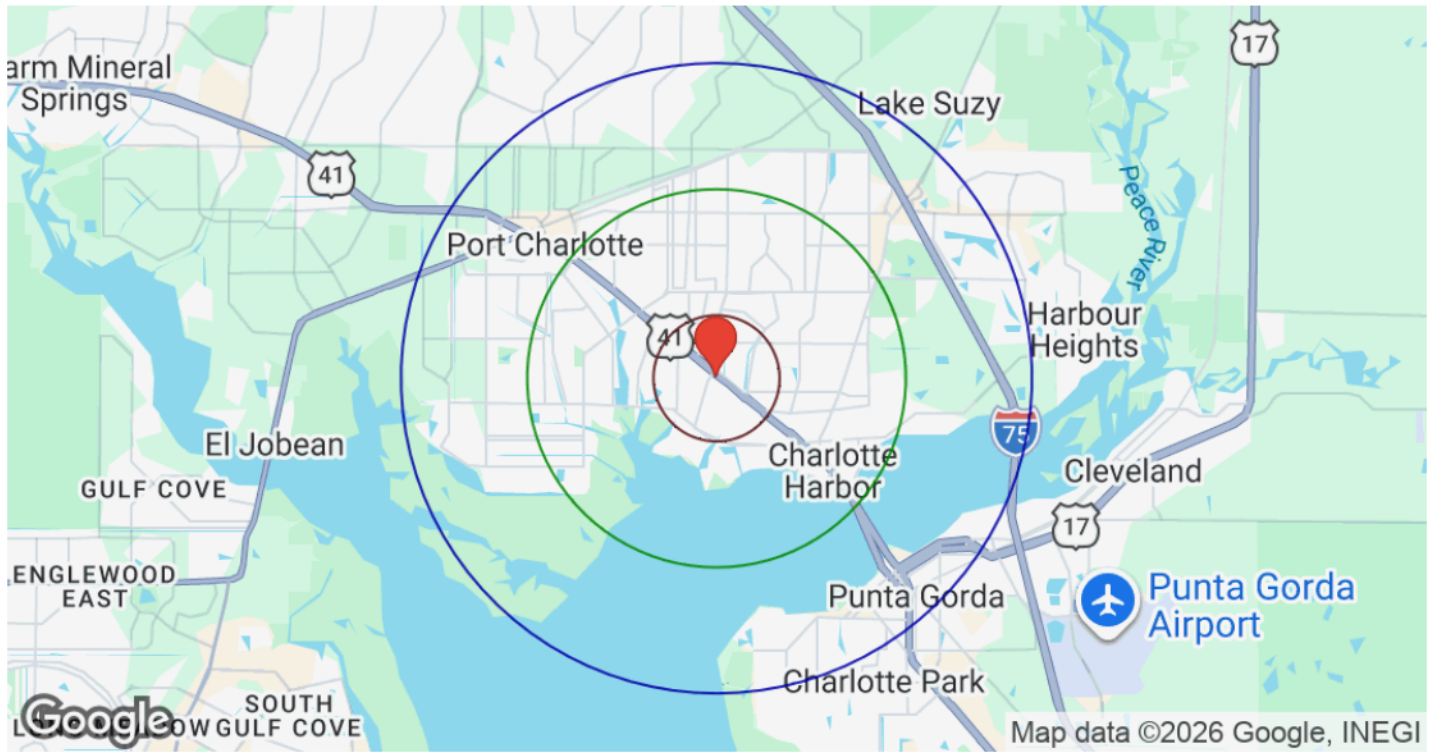 arm Mineral
Springs
17
Lake Suzy
41
Peace River
Port Charlotte
Harbour
Heights
41
El Jobean
75
Charlotte
Harbor
Cleveland
GULF COVE
17
ENGLEWOOD
EAST
Punta Gorda
Punta Gorda
Airport
Charlotte Park
SOUTH
GULF COVE
Google
Map data ©2026 Google, INEGI